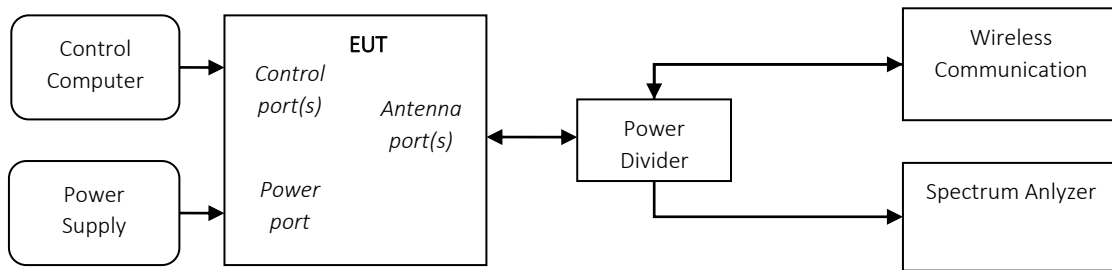 Control
Computer
Power
Supply
EUT
Control
port(s)
Antenna
port(s)
Power
port
Power
Divider
Wireless
Communication
Spectrum Anlyzer